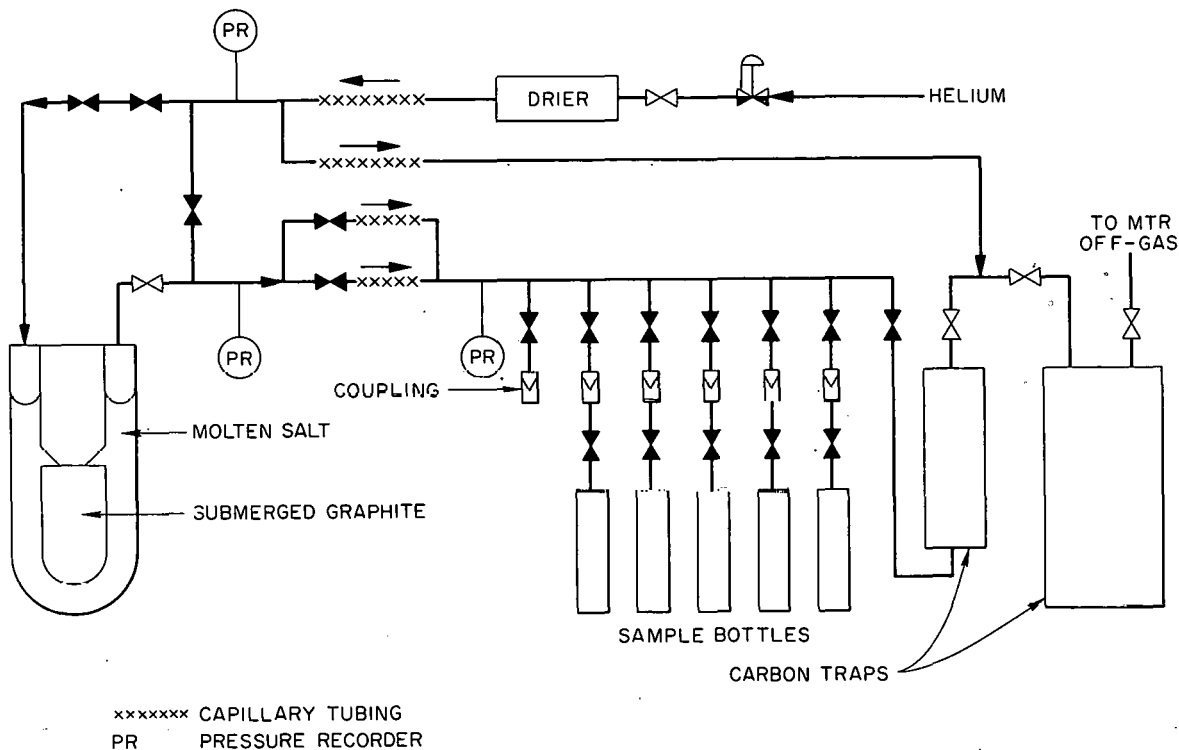 PR
DRIER
HELIUM
TO MTR
OFF-GAS
PR
PR
COUPLING
MOLTEN SALT
SUBMERGED GRAPHITE
SAMPLE BOTTLES
CARBON TRAPS
xxxxxxx CAPILLARY TUBING
PR PRESSURE RECORDER